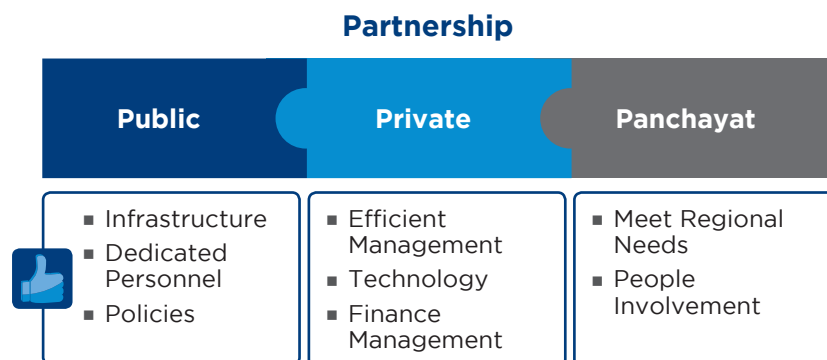 Partnership
Public
Private
Panchayat
▪ Infrastructure
▪ Dedicated
Personnel
▪ Policies
▪ Efficient
Management
▪ Technology
▪ Finance
Management
▪ Meet Regional
Needs
▪ People
Involvement